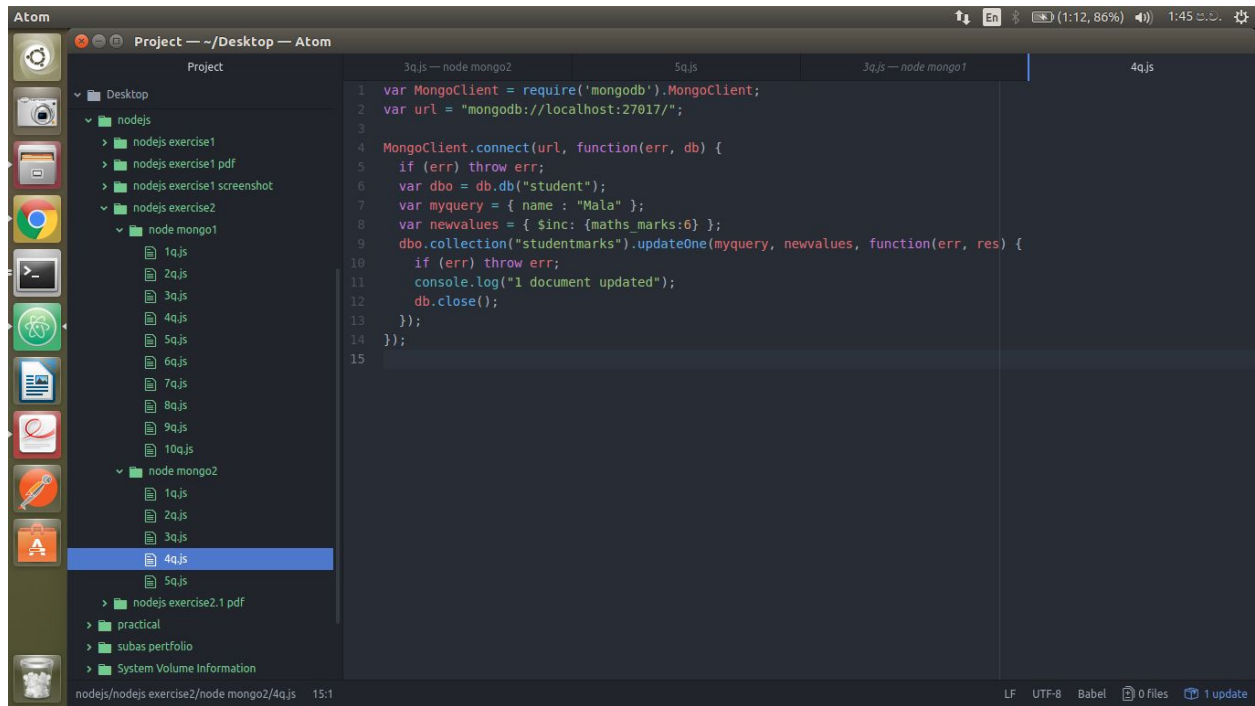 Atom
En
(1:12, 86%)
1:45 ප.ව.
Project — ~/Desktop — Atom
Project
3q.js — node mongo2
5q.js
3q.js — node mongo1
4q.js
Desktop
nodejs
nodejs exercise1
nodejs exercise1 pdf
nodejs exercise1 screenshot
nodejs exercise2
node mongo1
1q.js
2q.js
3q.js
4q.js
5q.js
6q.js
7q.js
8q.js
9q.js
10q.js
node mongo2
1q.js
2q.js
3q.js
4q.js
5q.js
nodejs exercise2.1 pdf
practical
subas pertfolio
System Volume Information
1 var MongoClient = require('mongodb').MongoClient;
2 var url = "mongodb://localhost:27017/";
3
4 MongoClient.connect(url, function(err, db) {
5   if (err) throw err;
6   var dbo = db.db("student");
7   var myquery = { name : "Mala" };
8   var newvalues = { $inc: {maths_marks:6} };
9   dbo.collection("studentmarks").updateOne(myquery, newvalues, function(err, res) {
10     if (err) throw err;
11     console.log("1 document updated");
12     db.close();
13   });
14 });
15
nodejs/nodejs exercise2/node mongo2/4q.js 15:1
LF UTF-8 Babel 0 files 1 update